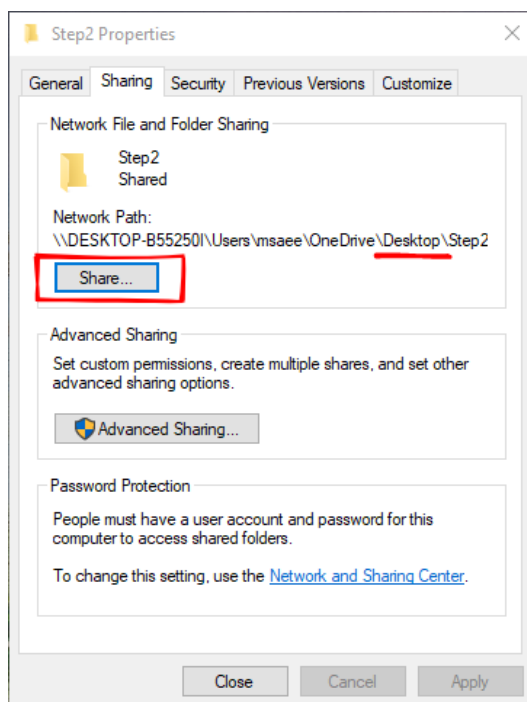 Step2 Properties
General Sharing Security Previous Versions Customize
Network File and Folder Sharing
Step2
Shared
Network Path:
\\DESKTOP-B55250I\Users\msaee\OneDrive\Desktop\Step2
Share...
Advanced Sharing
Set custom permissions, create multiple shares, and set other
advanced sharing options.
Advanced Sharing...
Password Protection
People must have a user account and password for this
computer to access shared folders.
To change this setting, use the Network and Sharing Center.
Close Cancel Apply